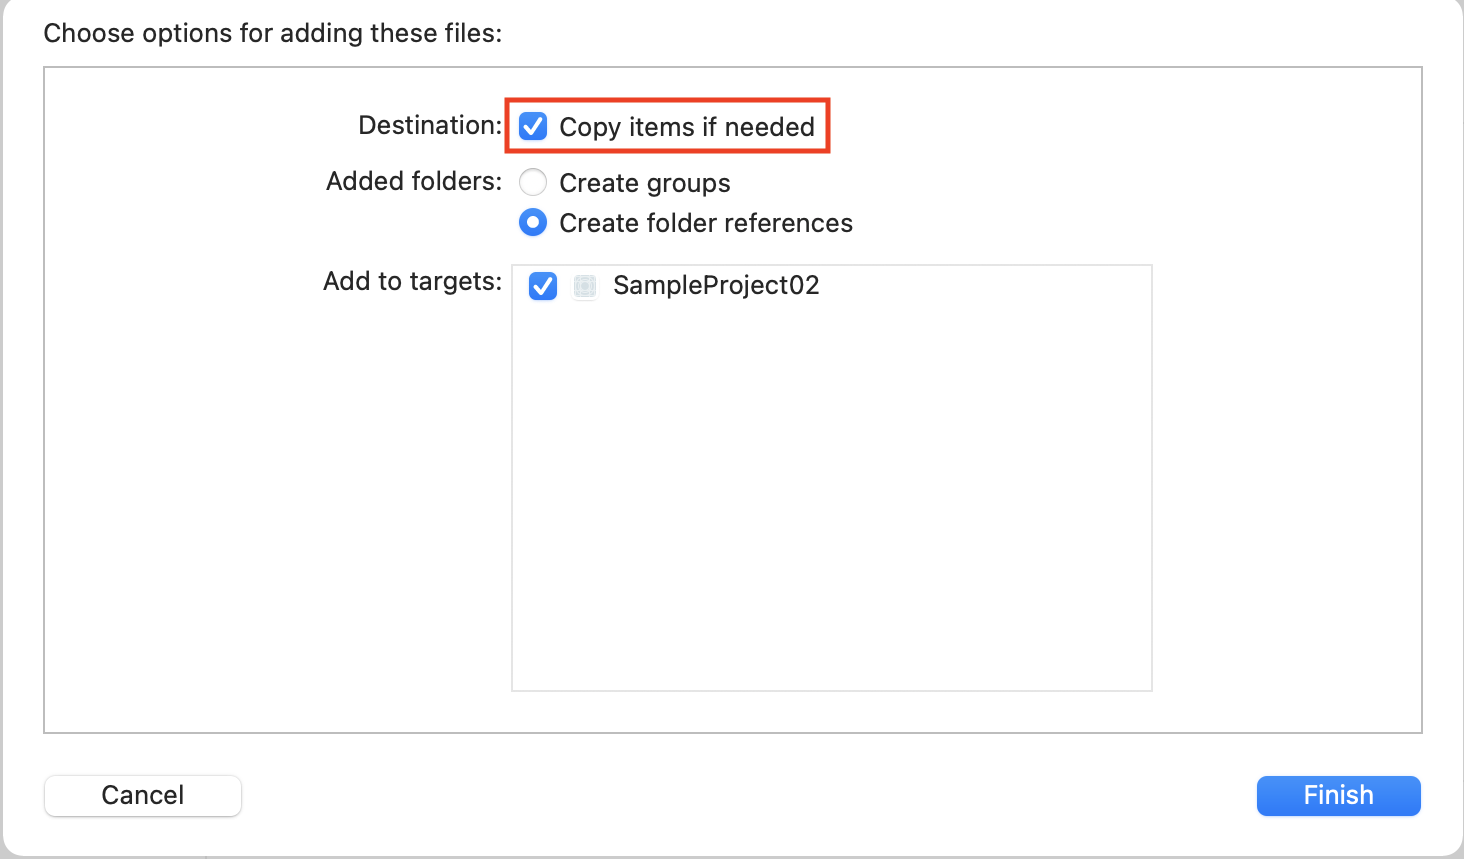 Choose options for adding these files:
Destination: Copy items if needed
Added folders: Create groups
Create folder references
Add to targets: SampleProject02
Cancel Finish